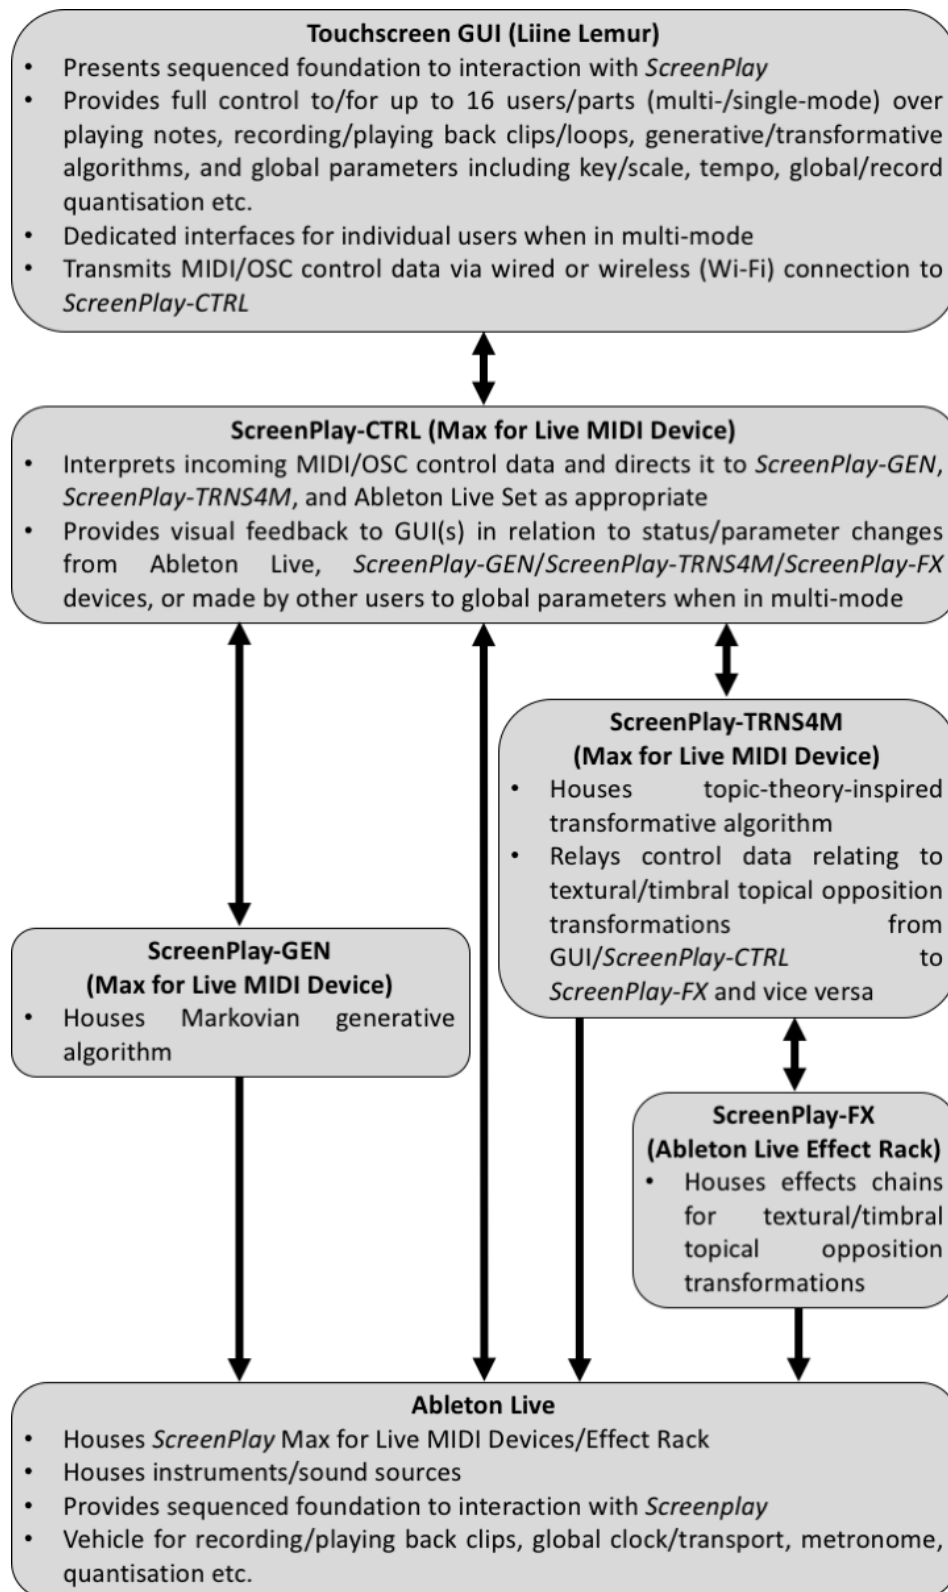 Touchscreen GUI (Liine Lemur)
• Presents sequenced foundation to interaction with ScreenPlay
• Provides full control to/for up to 16 users/parts (multi-/single-mode) over
playing notes, recording/playing back clips/loops, generative/transformative
algorithms, and global parameters including key/scale, tempo, global/record
quantisation etc.
• Dedicated interfaces for individual users when in multi-mode
• Transmits MIDI/OSC control data via wired or wireless (Wi-Fi) connection to
ScreenPlay-CTRL
ScreenPlay-CTRL (Max for Live MIDI Device)
• Interprets incoming MIDI/OSC control data and directs it to ScreenPlay-GEN,
ScreenPlay-TRNS4M, and Ableton Live Set as appropriate
• Provides visual feedback to GUI(s) in relation to status/parameter changes
from Ableton Live, ScreenPlay-GEN/ScreenPlay-TRNS4M/ScreenPlay-FX
devices, or made by other users to global parameters when in multi-mode
ScreenPlay-TRNS4M
(Max for Live MIDI Device)
• Houses topic-theory-inspired
transformative algorithm
• Relays control data relating to
textural/timbral topical opposition
transformations from
GUI/ScreenPlay-CTRL to
ScreenPlay-FX and vice versa
ScreenPlay-GEN
(Max for Live MIDI Device)
• Houses Markovian generative
algorithm
ScreenPlay-FX
(Ableton Live Effect Rack)
• Houses effects chains
for textural/timbral
topical opposition
transformations
Ableton Live
• Houses ScreenPlay Max for Live MIDI Devices/Effect Rack
• Houses instruments/sound sources
• Provides sequenced foundation to interaction with Screenplay
• Vehicle for recording/playing back clips, global clock/transport, metronome,
quantisation etc.